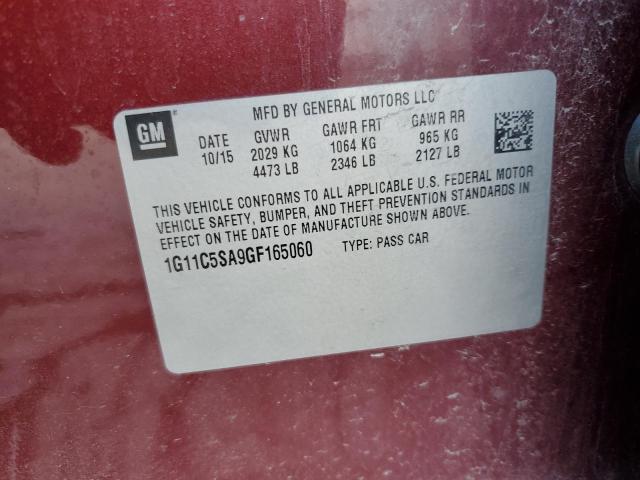 GM
MFD BY GENERAL MOTORS LLC
DATE GVWR GAWR FRT GAWR RR
10/15 2029 KG 1064 KG 965 KG
4473 LB 2346 LB 2127 LB
THIS VEHICLE CONFORMS TO ALL APPLICABLE U.S. FEDERAL MOTOR
VEHICLE SAFETY, BUMPER, AND THEFT PREVENTION STANDARDS IN
EFFECT ON THE DATE OF MANUFACTURE SHOWN ABOVE.
1G11C5SA9GF165060 TYPE: PASS CAR